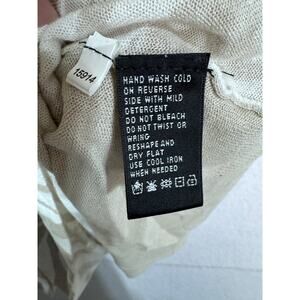 15914
HAND WASH COLD
ON REVERSE
SIDE WITH MILD
DETERGENT
DO NOT BLEACH
DO NOT TWIST OR
WRING
RESHAPE AND
DRY FLAT
USE COOL IRON
WHEN NEEDED